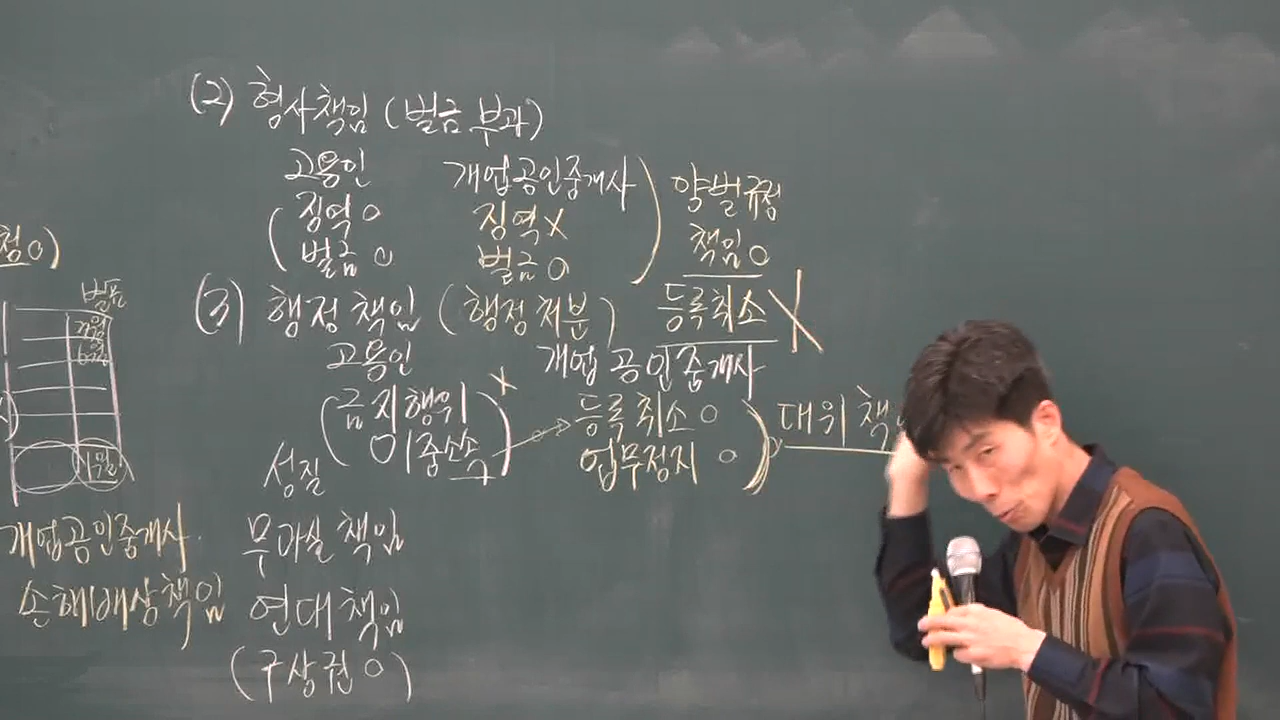 (2) 형사책임 (벌금 부과)
고용인 개업공인중개사) 양벌규정
(징역 o 징역 X 책임 o
벌금 o 벌금 o
(3) 행정 책임 (행정처분) 등록취소 X
고용인 개업공인중개사
(금지행위 이중소속) X → 등록취소 o 업무정지 o) 대위책
성질
무과실 책임
연대책임
(구상권 o)
o)
벌금
개업공인중개사
손해배상책임